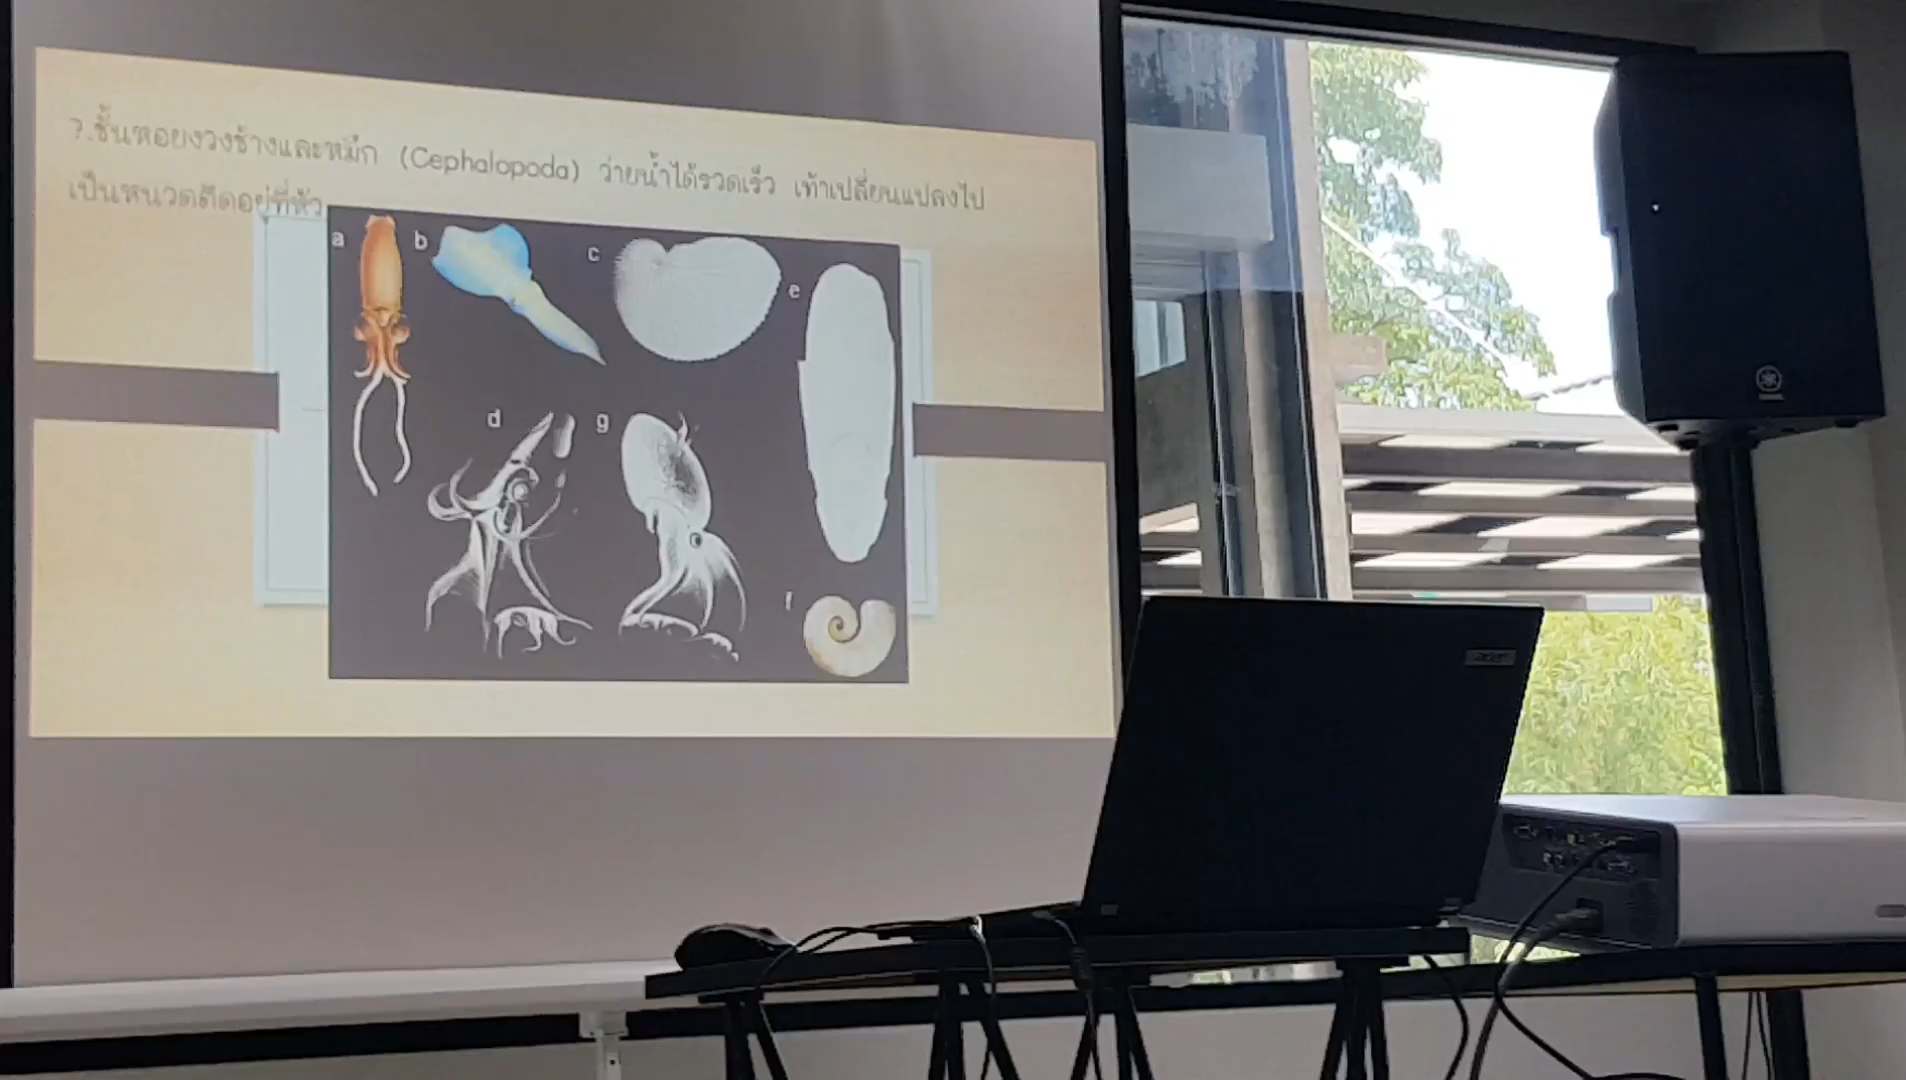 7.ชั้นหอยงวงช้างและหมึก (Cephalopoda) ว่ายน้ำได้รวดเร็ว เท้าเปลี่ยนแปลงไป
เป็นหนวดติดอยู่ที่หัว
a
b
c
e
d
g
f
acer